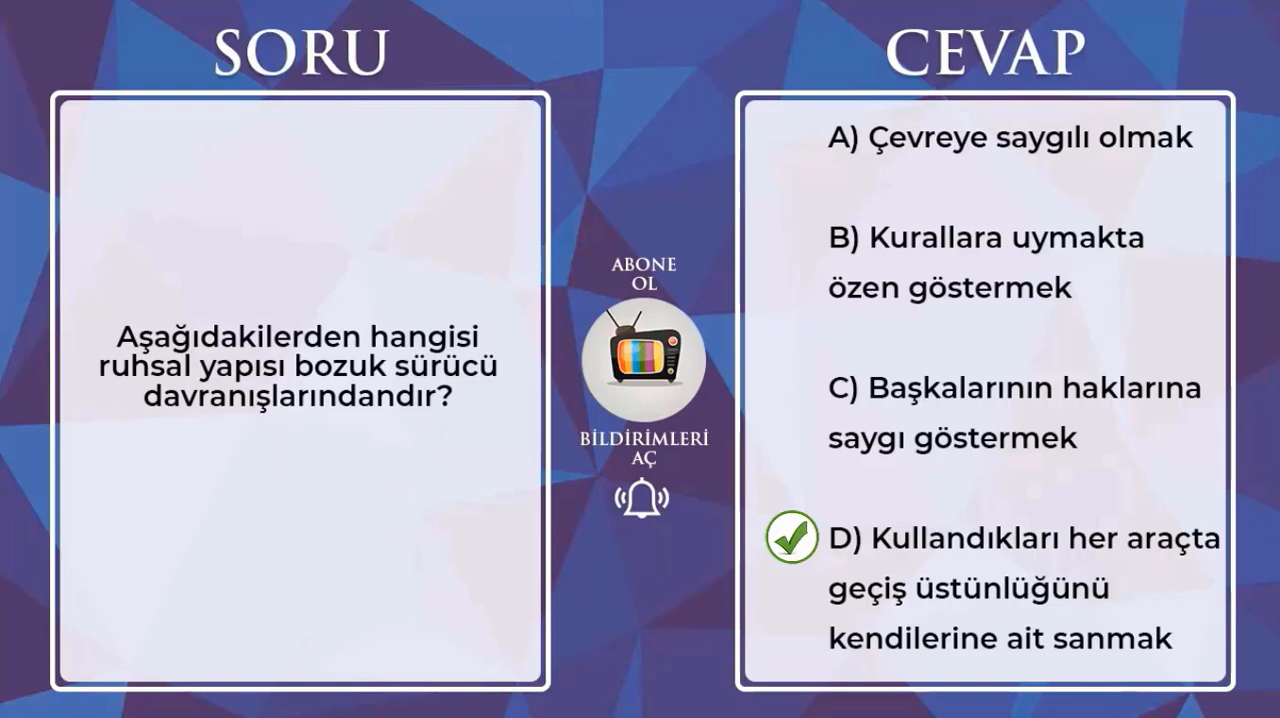 SORU
Aşağıdakilerden hangisi
ruhsal yapısı bozuk sürücü
davranışlarındandır?
ABONE
OL
BİLDİRİMLERİ
AÇ
CEVAP
A) Çevreye saygılı olmak
B) Kurallara uymakta
özen göstermek
C) Başkalarının haklarına
saygı göstermek
D) Kullandıkları her araçta
geçiş üstünlüğünü
kendilerine ait sanmak